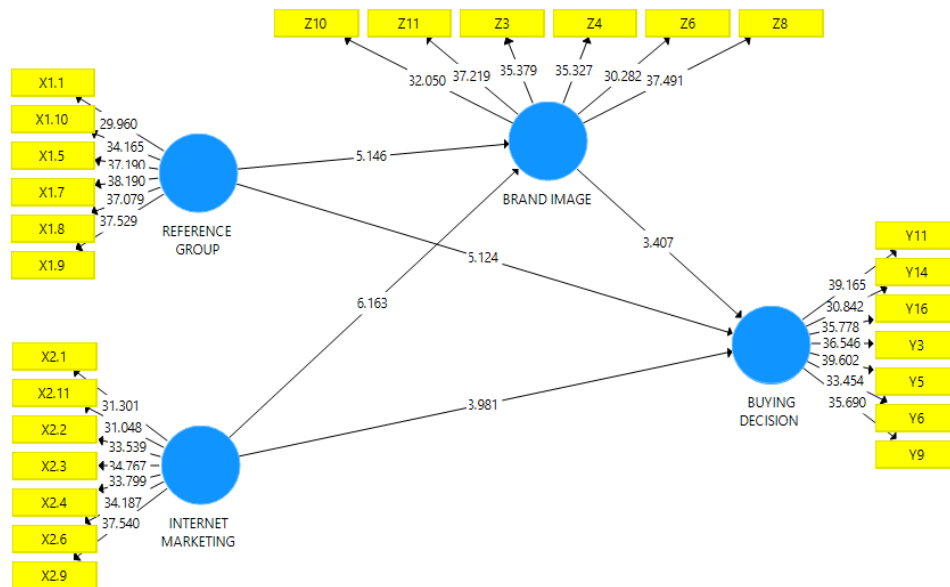 Z10
Z11
Z3
Z4
Z6
Z8
32.050
37.219
35.379
35.327
30.282
37.491
BRAND IMAGE
X1.1
X1.10
X1.5
X1.7
X1.8
X1.9
29.960
34.165
37.190
38.190
37.079
37.529
REFERENCE
GROUP
5.146
5.124
6.163
3.981
3.407
X2.1
X2.11
X2.2
X2.3
X2.4
X2.6
X2.9
31.301
31.048
33.539
34.767
33.799
34.187
37.540
INTERNET
MARKETING
Y11
Y14
Y16
Y3
Y5
Y6
Y9
39.165
30.842
35.778
36.546
39.602
33.454
35.690
BUYING
DECISION